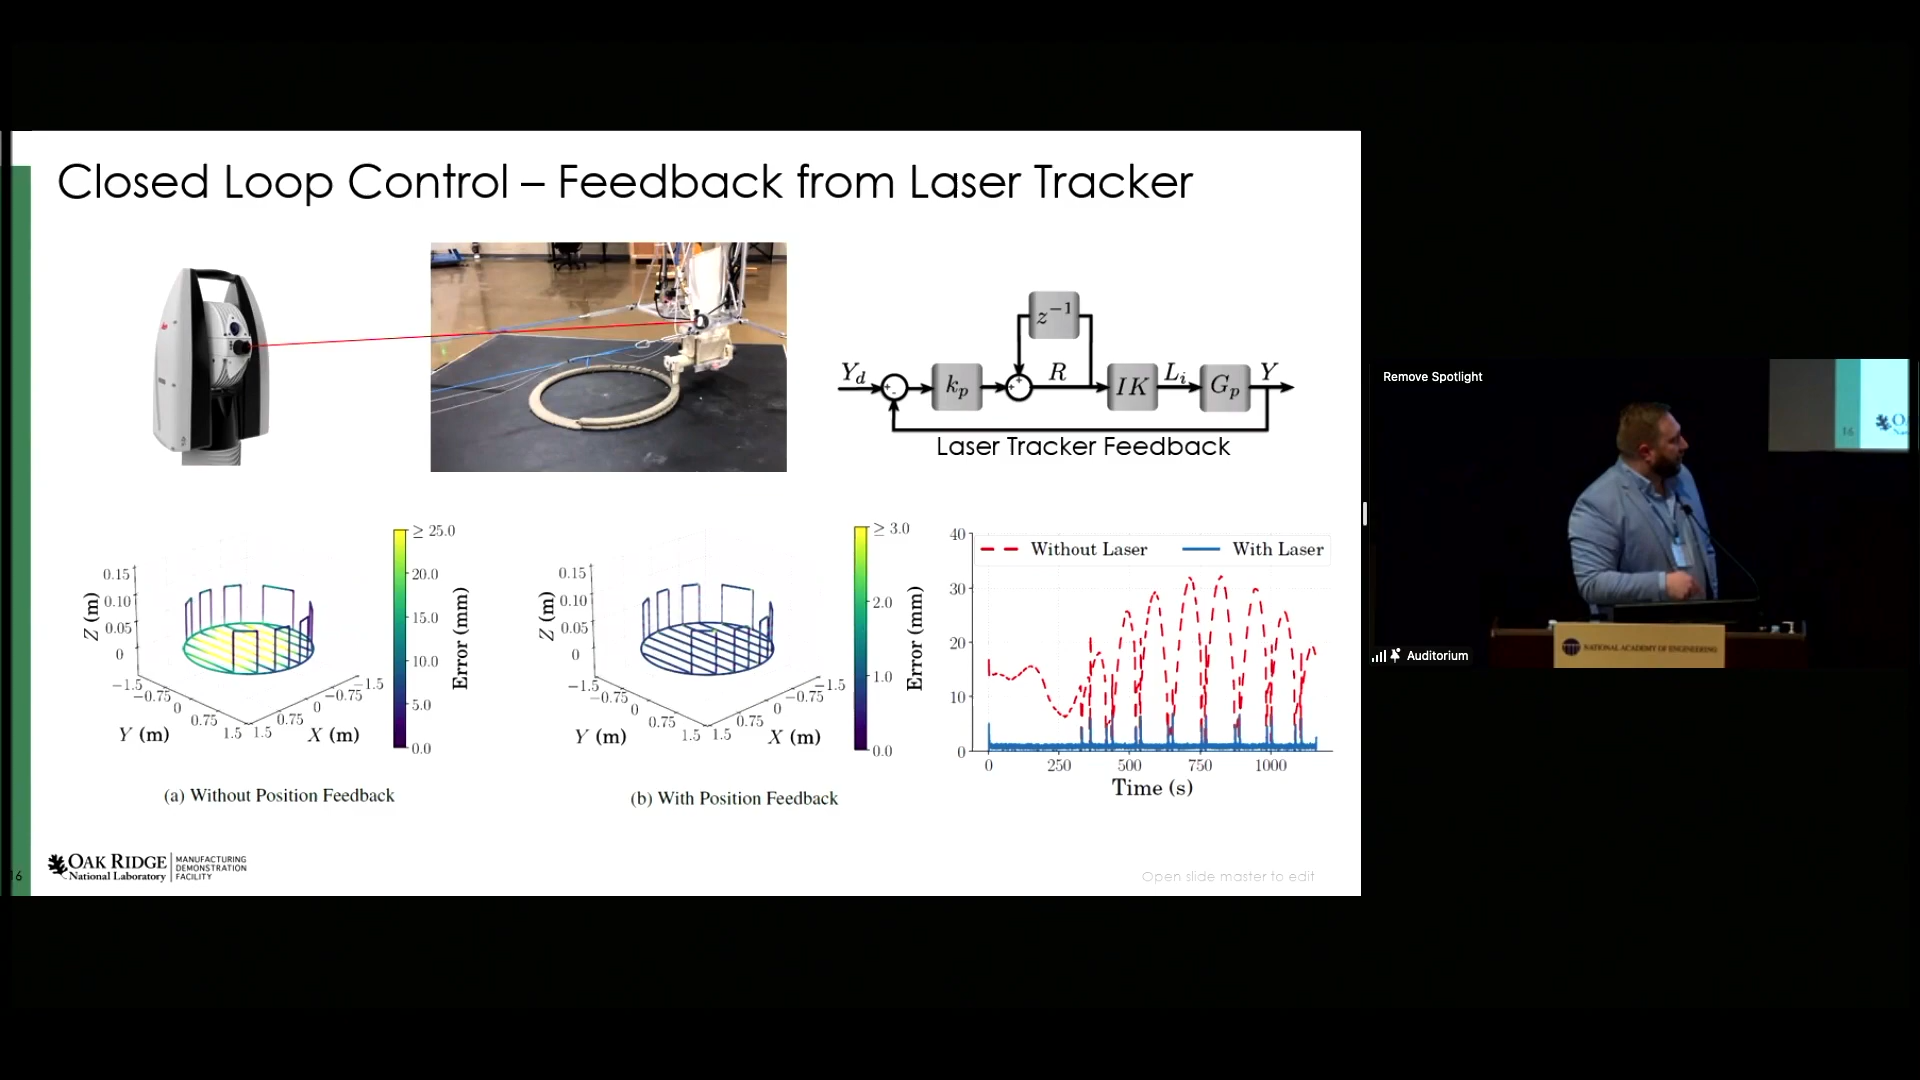 Closed Loop Control – Feedback from Laser Tracker
z⁻¹
Y_d
k_p
R
IK
L_i
G_p
Y
Laser Tracker Feedback
Z (m)
0.15
0.10
0.05
0
−1.5
−0.75
0
0.75
1.5
Y (m)
1.5
0.75
0
−0.75
−1.5
X (m)
≥ 25.0
20.0
15.0
10.0
5.0
0.0
Error (mm)
(a) Without Position Feedback
Z (m)
0.15
0.10
0.05
0
−1.5
−0.75
0
0.75
1.5
Y (m)
1.5
0.75
0
−0.75
−1.5
X (m)
≥ 3.0
2.0
1.0
0.0
Error (mm)
(b) With Position Feedback
Without Laser With Laser
40
30
20
10
0
0 250 500 750 1000
Time (s)
16
OAK RIDGE
National Laboratory
MANUFACTURING
DEMONSTRATION
FACILITY
Open slide master to edit
Remove Spotlight
16
NATIONAL ACADEMY OF ENGINEERING
Auditorium